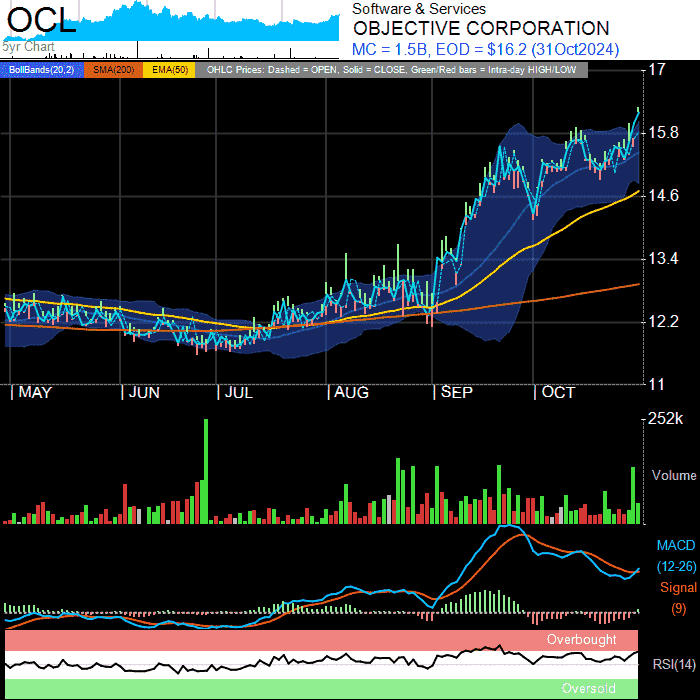 OCL
5yr Chart
Software & Services
OBJECTIVE CORPORATION
MC = 1.5B, EOD = $16.2 (31Oct2024)
BollBands(20,2) SMA(200) EMA(50) OHLC Prices: Dashed = OPEN, Solid = CLOSE, Green/Red bars = Intra-day HIGH/LOW
17
15.8
14.6
13.4
12.2
11
MAY JUN JUL AUG SEP OCT
252k
Volume
MACD
(12-26)
Signal
(9)
Overbought
RSI(14)
Oversold